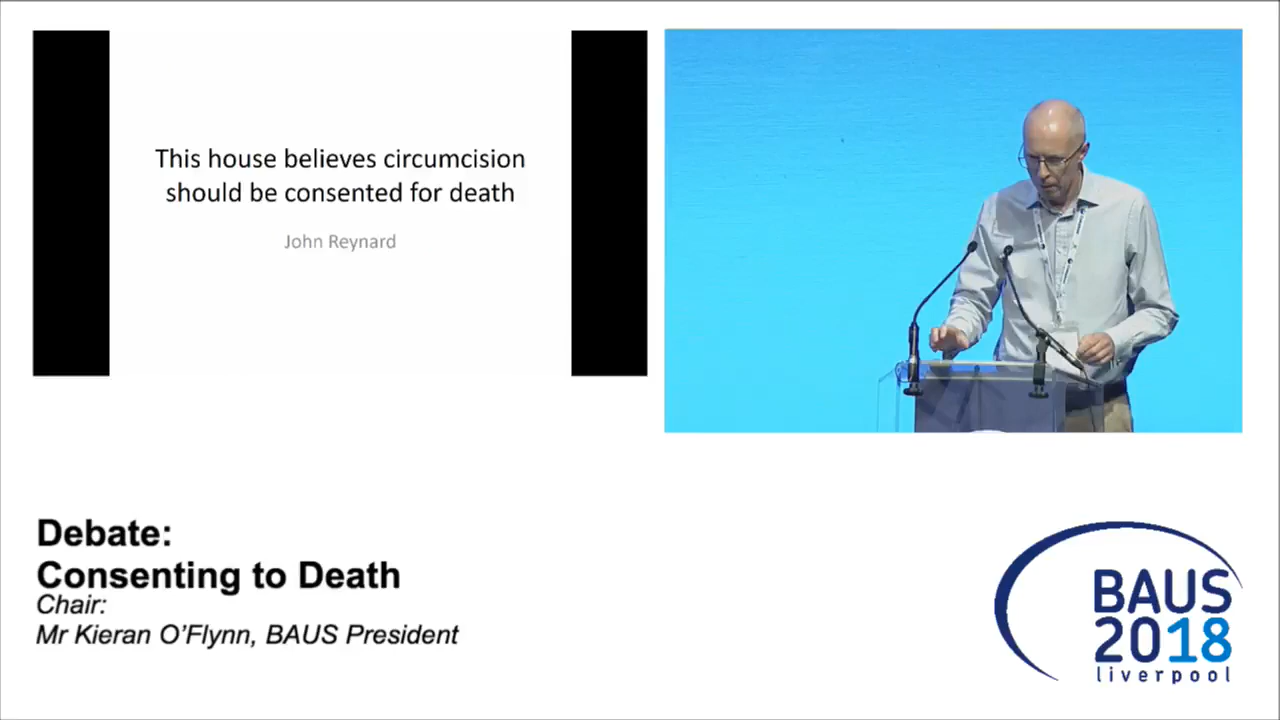 This house believes circumcision
should be consented for death
John Reynard
Debate:
Consenting to Death
Chair:
Mr Kieran O'Flynn, BAUS President
BAUS
2018
liverpool